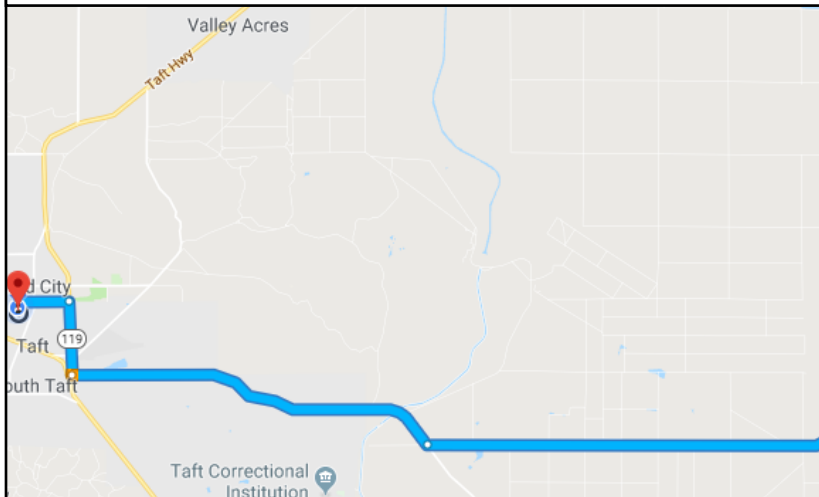 Valley Acres
Taft Hwy
d City
119
Taft
outh Taft
Taft Correctional
Institution